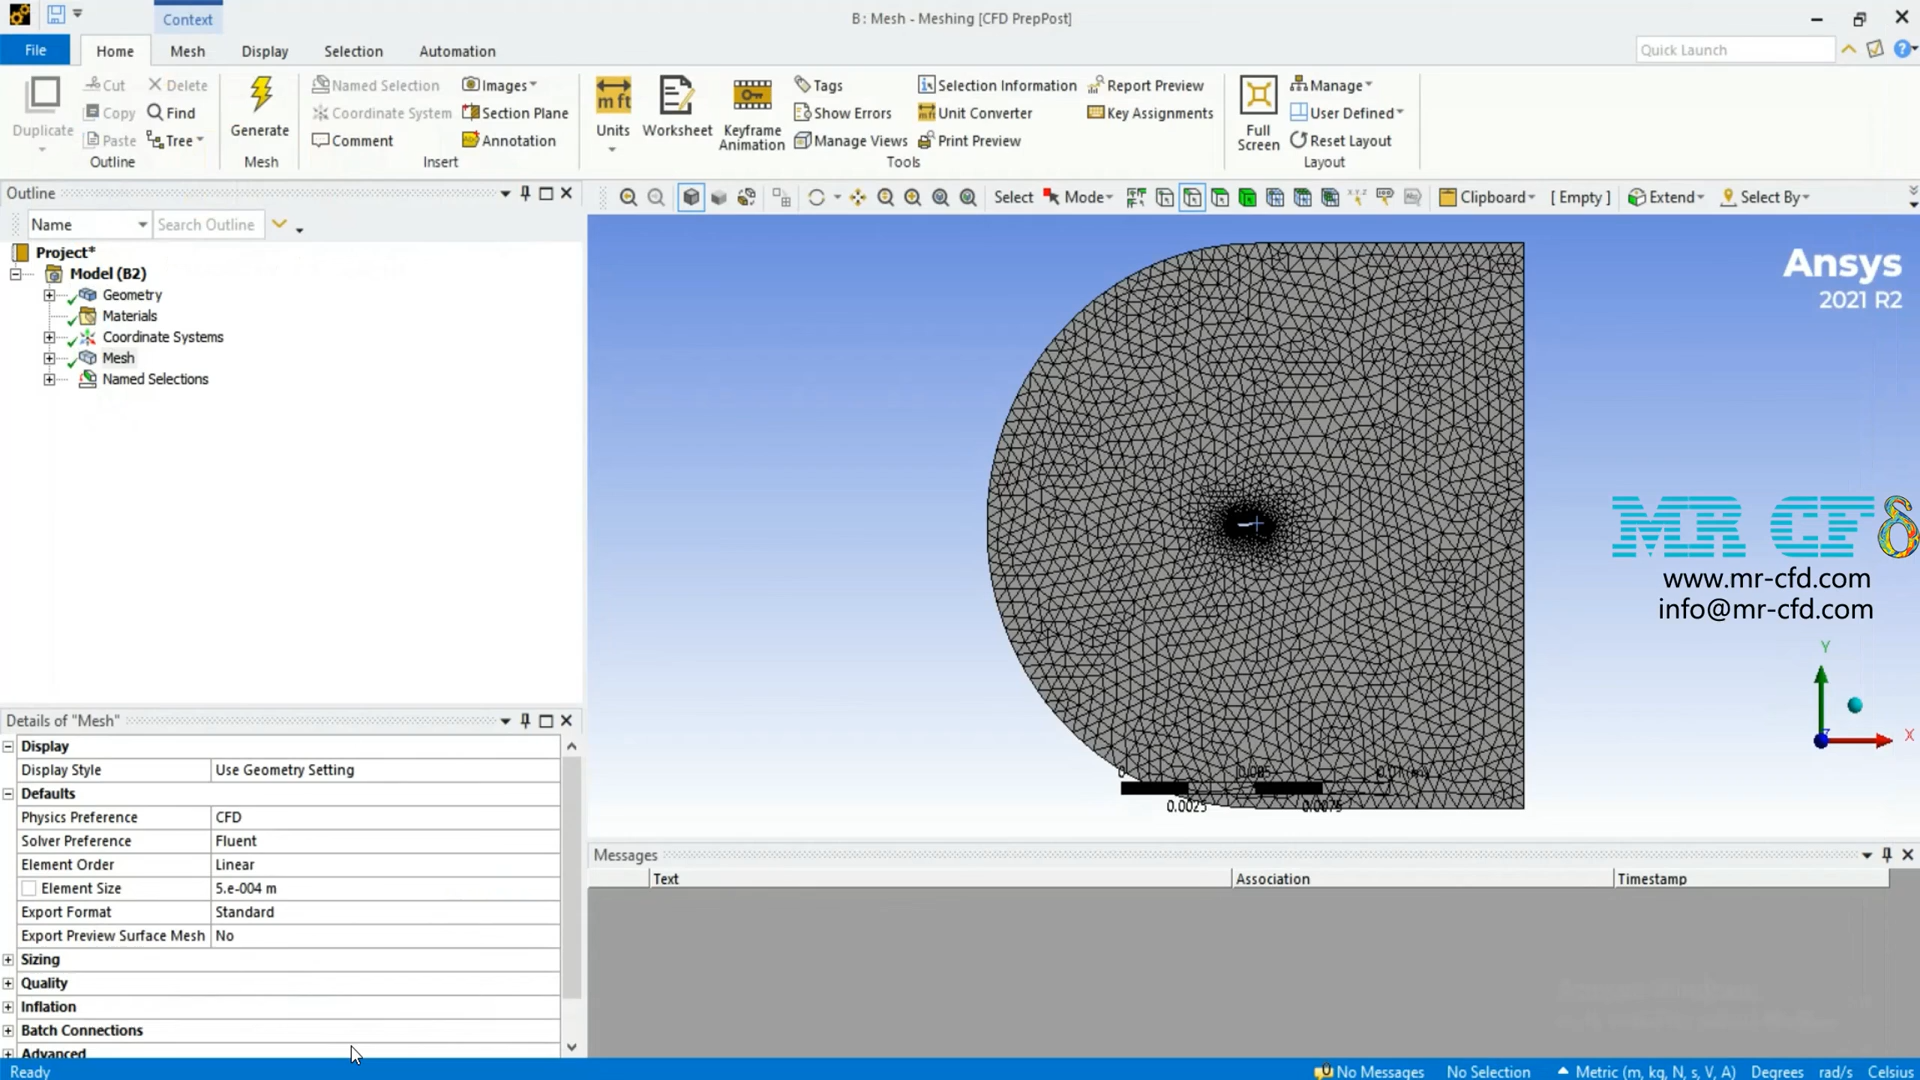 Context
B: Mesh - Meshing [CFD PrepPost]
File
Home
Mesh
Display
Selection
Automation
Quick Launch
Duplicate
Cut
Copy
Paste
Delete
Find
Tree
Outline
Generate
Mesh
Named Selection
Coordinate System
Comment
Images
Section Plane
Annotation
Insert
mft
Units
Worksheet
Keyframe
Animation
Tags
Show Errors
Manage Views
Selection Information
Unit Converter
Print Preview
Report Preview
Key Assignments
Tools
Full
Screen
Manage
User Defined
Reset Layout
Layout
Outline
Name
Search Outline
Select
Mode
Clipboard
[ Empty ]
Extend
Select By
Project*
Model (B2)
Geometry
Materials
Coordinate Systems
Mesh
Named Selections
Ansys
2021 R2
MR CFD
www.mr-cfd.com
info@mr-cfd.com
Y
X
0
0.005
0.0025
0.0075
Details of "Mesh"
Display
Display Style Use Geometry Setting
Defaults
Physics Preference CFD
Solver Preference Fluent
Element Order Linear
Element Size 5.e-004 m
Export Format Standard
Export Preview Surface Mesh No
Sizing
Quality
Inflation
Batch Connections
Advanced
Messages
Text Association Timestamp
Ready
0 No Messages
No Selection
Metric (m, kg, N, s, V, A)
Degrees
rad/s
Celsius